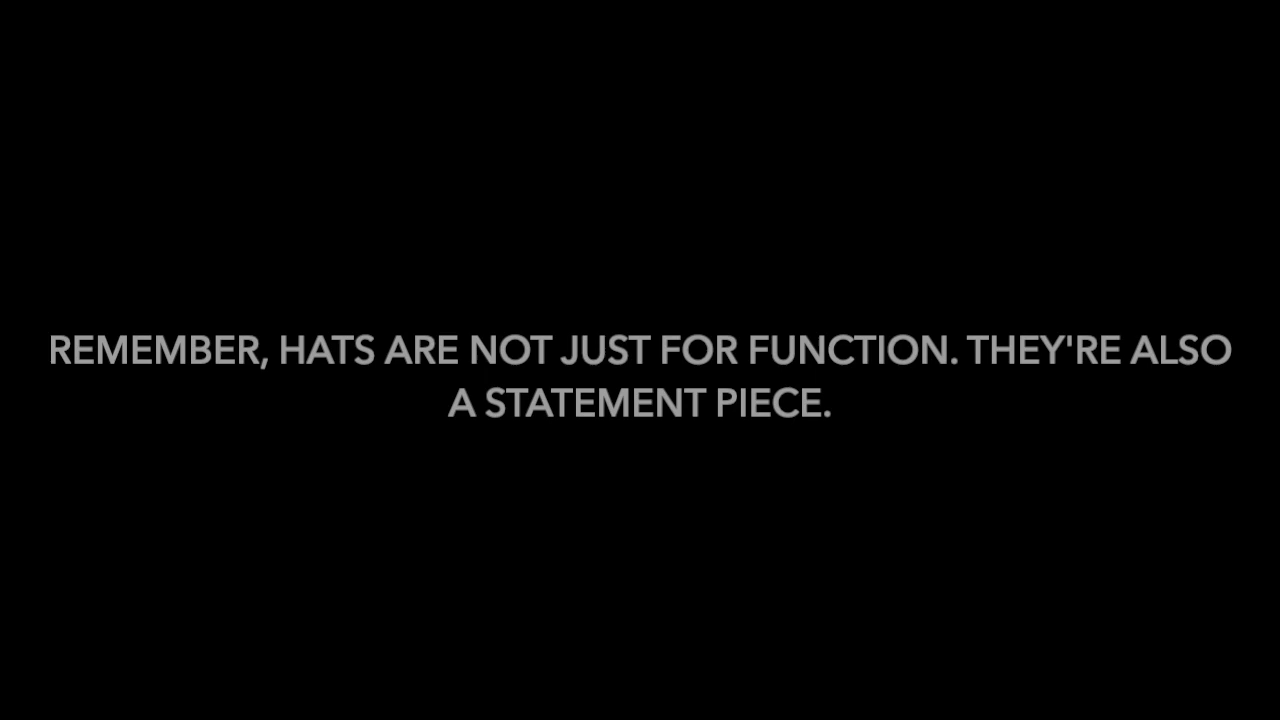 REMEMBER, HATS ARE NOT JUST FOR FUNCTION. THEY'RE ALSO
A STATEMENT PIECE.